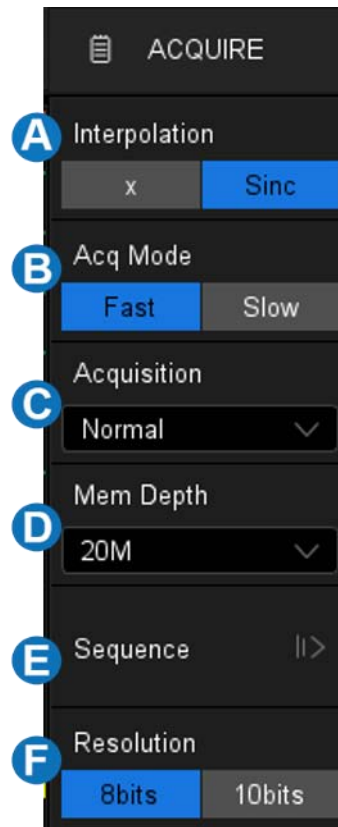 ACQUIRE
A Interpolation
x Sinc
B Acq Mode
Fast Slow
Acquisition
C Normal
Mem Depth
D 20M
E Sequence
Resolution
F 8bits 10bits